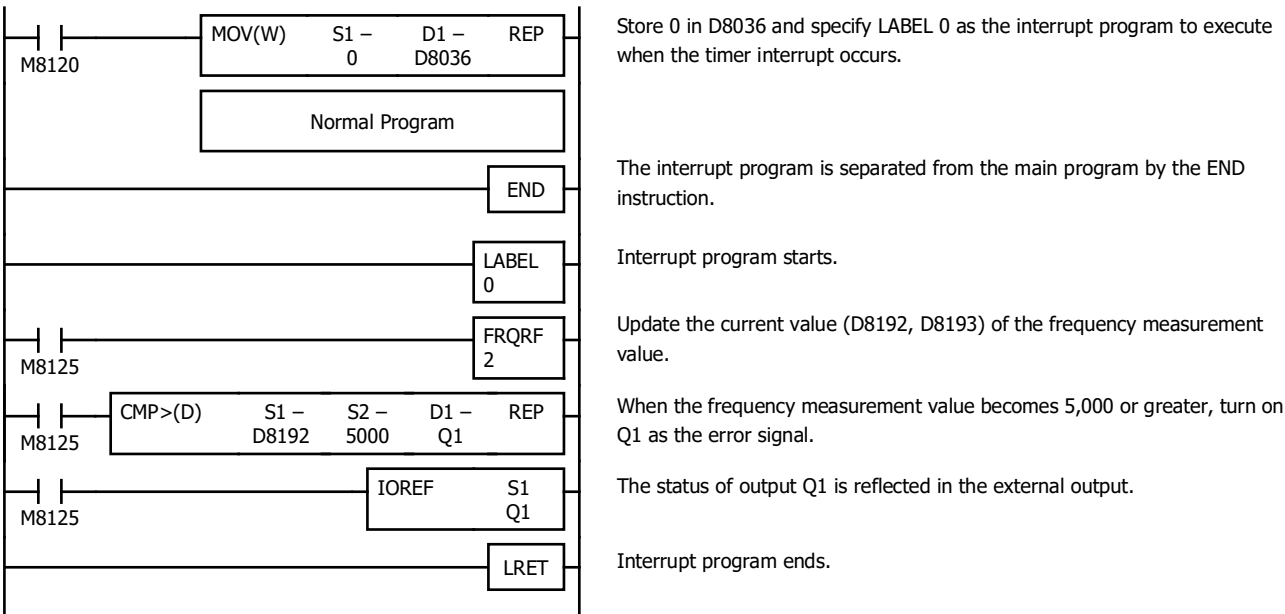 MOV(W) S1 – D1 – REP
0 D8036
M8120
Store 0 in D8036 and specify LABEL 0 as the interrupt program to execute
when the timer interrupt occurs.
Normal Program
END
The interrupt program is separated from the main program by the END
instruction.
LABEL
0
Interrupt program starts.
M8125
FRQRF
2
Update the current value (D8192, D8193) of the frequency measurement
value.
M8125
CMP>(D) S1 – S2 – D1 – REP
D8192 5000 Q1
When the frequency measurement value becomes 5,000 or greater, turn on
Q1 as the error signal.
M8125
IOREF S1
Q1
The status of output Q1 is reflected in the external output.
LRET
Interrupt program ends.